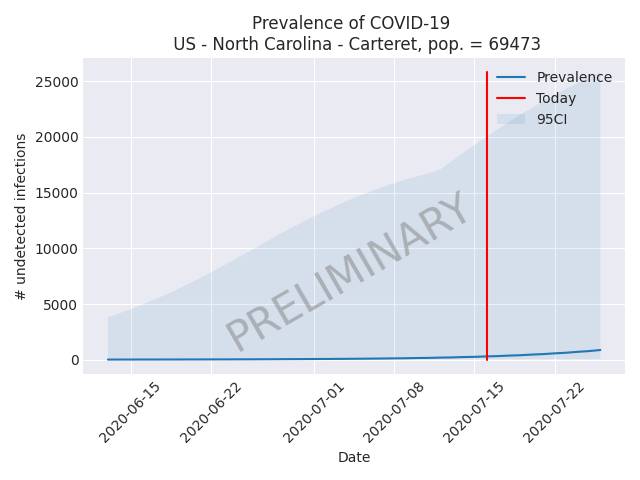 Prevalence of COVID-19
US - North Carolina - Carteret, pop. = 69473
Prevalence
Today
95CI
# undetected infections
25000
20000
15000
10000
5000
0
PRELIMINARY
2020-06-15
2020-06-22
2020-07-01
2020-07-08
2020-07-15
2020-07-22
Date